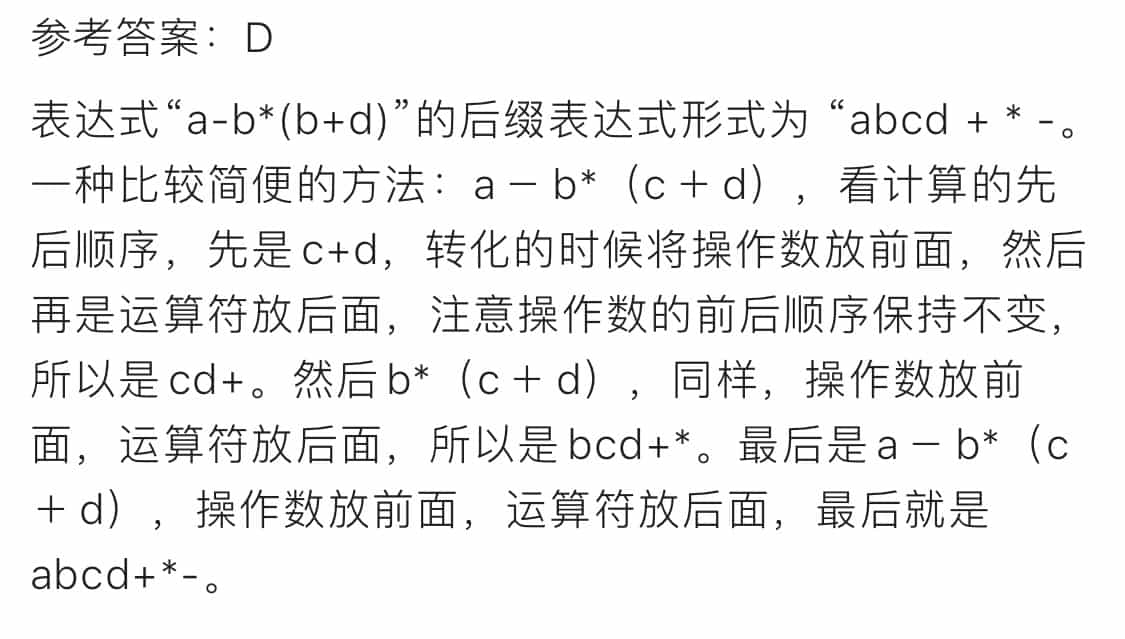 参考答案：D
表达式“a-b*(b+d)”的后缀表达式形式为 “abcd + * -。
一种比较简便的方法：a － b*（c ＋ d），看计算的先
后顺序，先是c+d，转化的时候将操作数放前面，然后
再是运算符放后面，注意操作数的前后顺序保持不变，
所以是cd+。然后b*（c ＋ d），同样，操作数放前
面，运算符放后面，所以是bcd+*。最后是a － b*（c
＋ d），操作数放前面，运算符放后面，最后就是
abcd+*-。